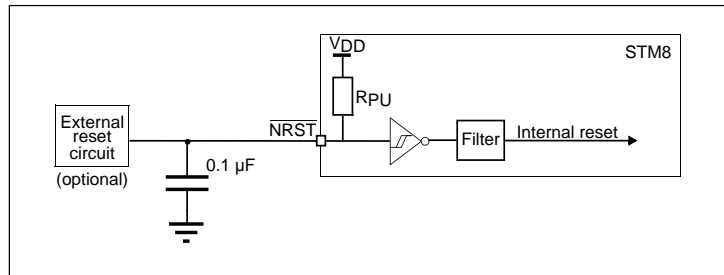 STM8
VDD
RPU
External
reset
circuit
(optional)
NRST
0.1 µF
Filter
Internal reset